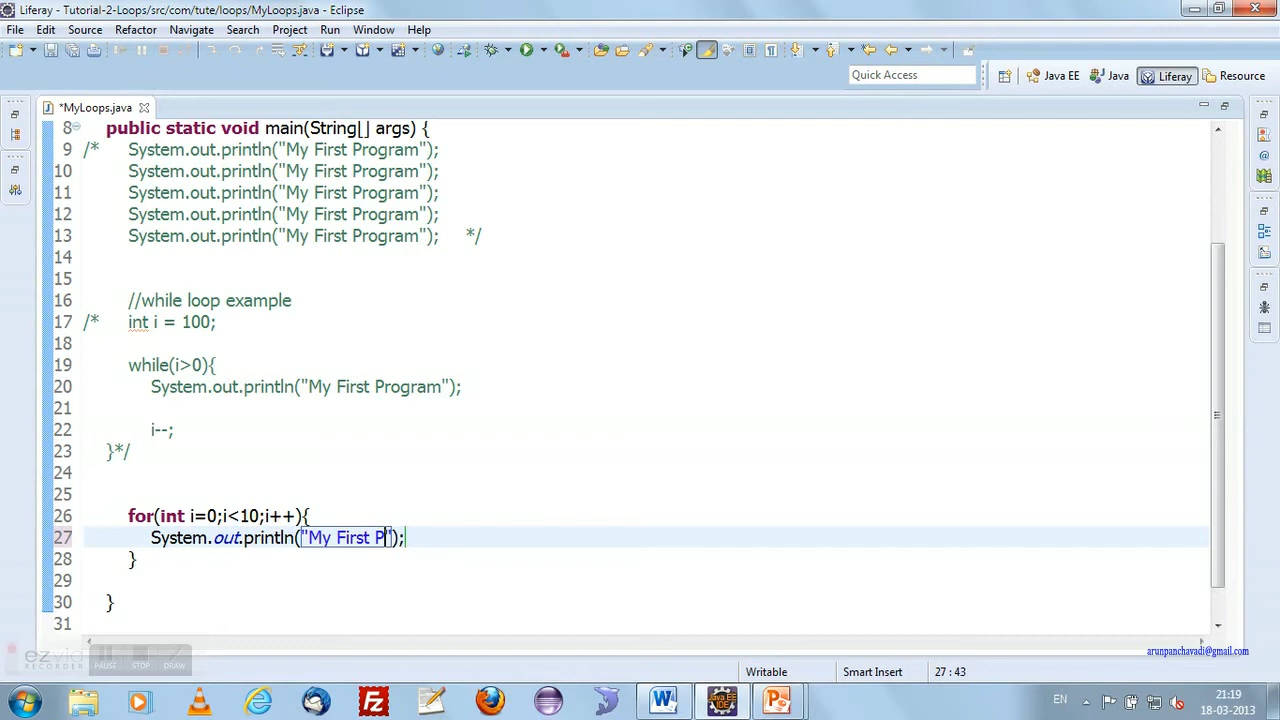 Liferay - Tutorial-2-Loops/src/com/tute/loops/MyLoops.java - Eclipse
File Edit Source Refactor Navigate Search Project Run Window Help
Quick Access
Java EE Java Liferay Resource
*MyLoops.java
8 public static void main(String[] args) {
9 /* System.out.println("My First Program");
10 System.out.println("My First Program");
11 System.out.println("My First Program");
12 System.out.println("My First Program");
13 System.out.println("My First Program"); */
14
15
16 //while loop example
17 /* int i = 100;
18
19 while(i>0){
20 System.out.println("My First Program");
21
22 i--;
23 }*/
24
25
26 for(int i=0;i<10;i++){
27 System.out.println("My First P");
28 }
29
30 }
31
ezvid
RECORDER
PAUSE STOP DRAW
arunpanchavadi@gmail.com
Writable Smart Insert 27 : 43
EN
21:19
18-03-2013